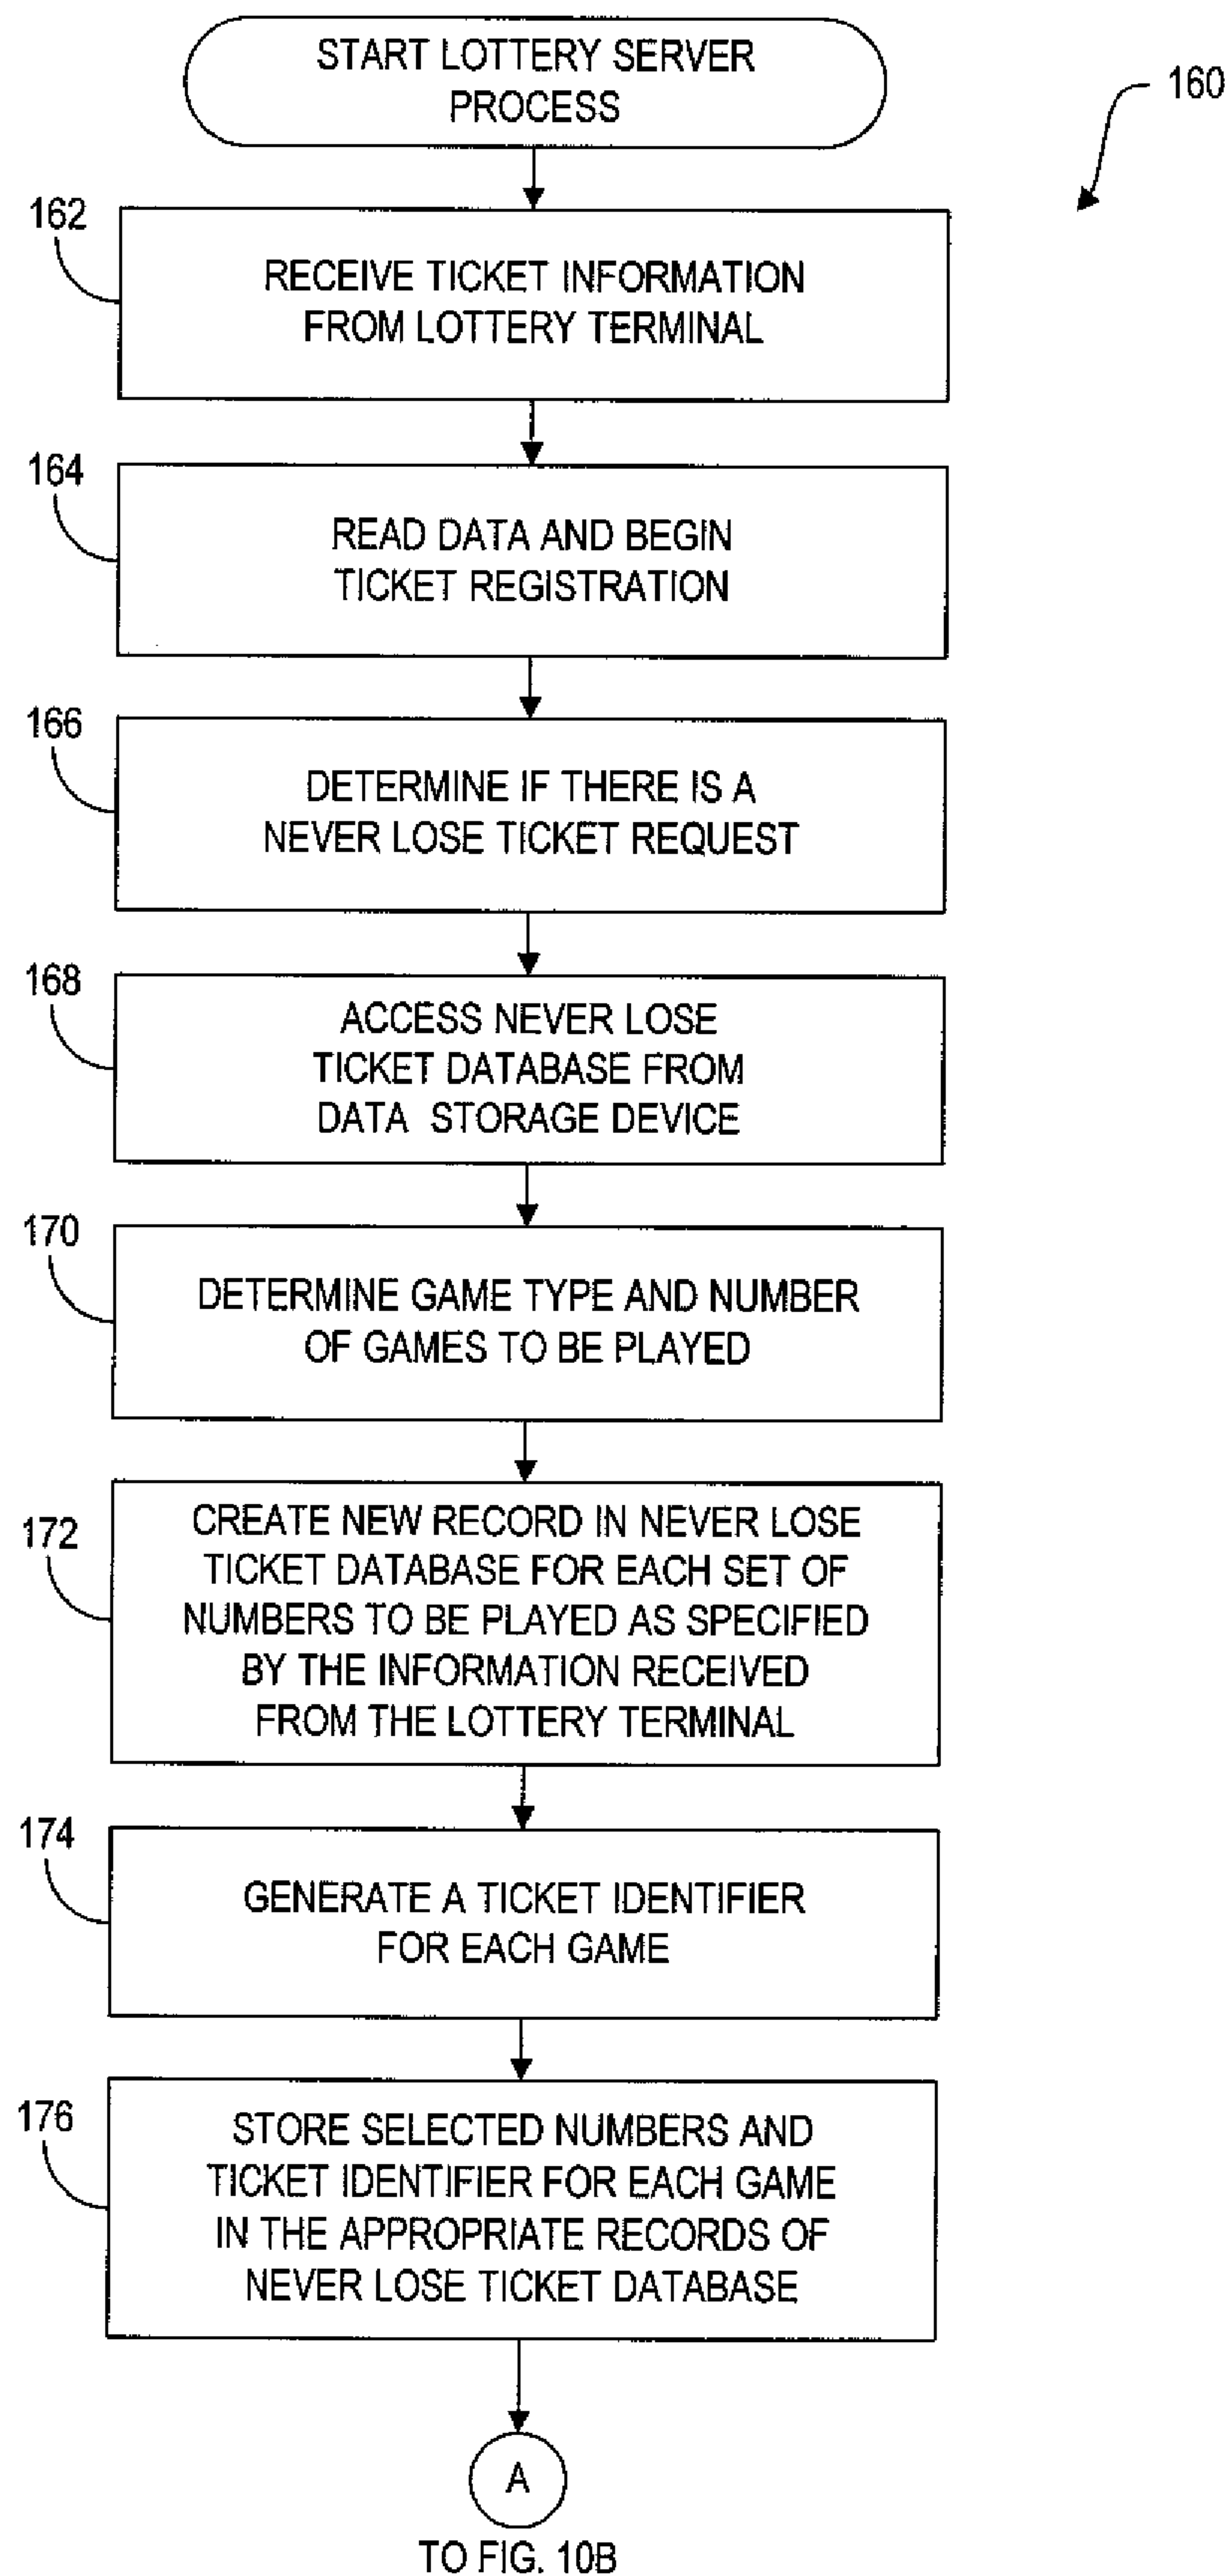 START LOTTERY SERVER
PROCESS
160
162
RECEIVE TICKET INFORMATION
FROM LOTTERY TERMINAL
164
READ DATA AND BEGIN
TICKET REGISTRATION
166
DETERMINE IF THERE IS A
NEVER LOSE TICKET REQUEST
168
ACCESS NEVER LOSE
TICKET DATABASE FROM
DATA STORAGE DEVICE
170
DETERMINE GAME TYPE AND NUMBER
OF GAMES TO BE PLAYED
172
CREATE NEW RECORD IN NEVER LOSE
TICKET DATABASE FOR EACH SET OF
NUMBERS TO BE PLAYED AS SPECIFIED
BY THE INFORMATION RECEIVED
FROM THE LOTTERY TERMINAL
174
GENERATE A TICKET IDENTIFIER
FOR EACH GAME
176
STORE SELECTED NUMBERS AND
TICKET IDENTIFIER FOR EACH GAME
IN THE APPROPRIATE RECORDS OF
NEVER LOSE TICKET DATABASE
A
TO FIG. 10B